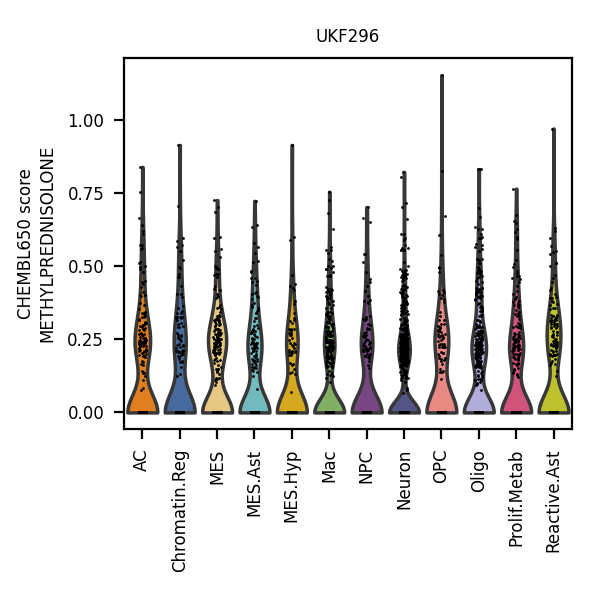 UKF296
CHEMBL650 score
METHYLPREDNISOLONE
1.00
0.75
0.50
0.25
0.00
AC
Chromatin.Reg
MES
MES.Ast
MES.Hyp
Mac
NPC
Neuron
OPC
Oligo
Prolif.Metab
Reactive.Ast